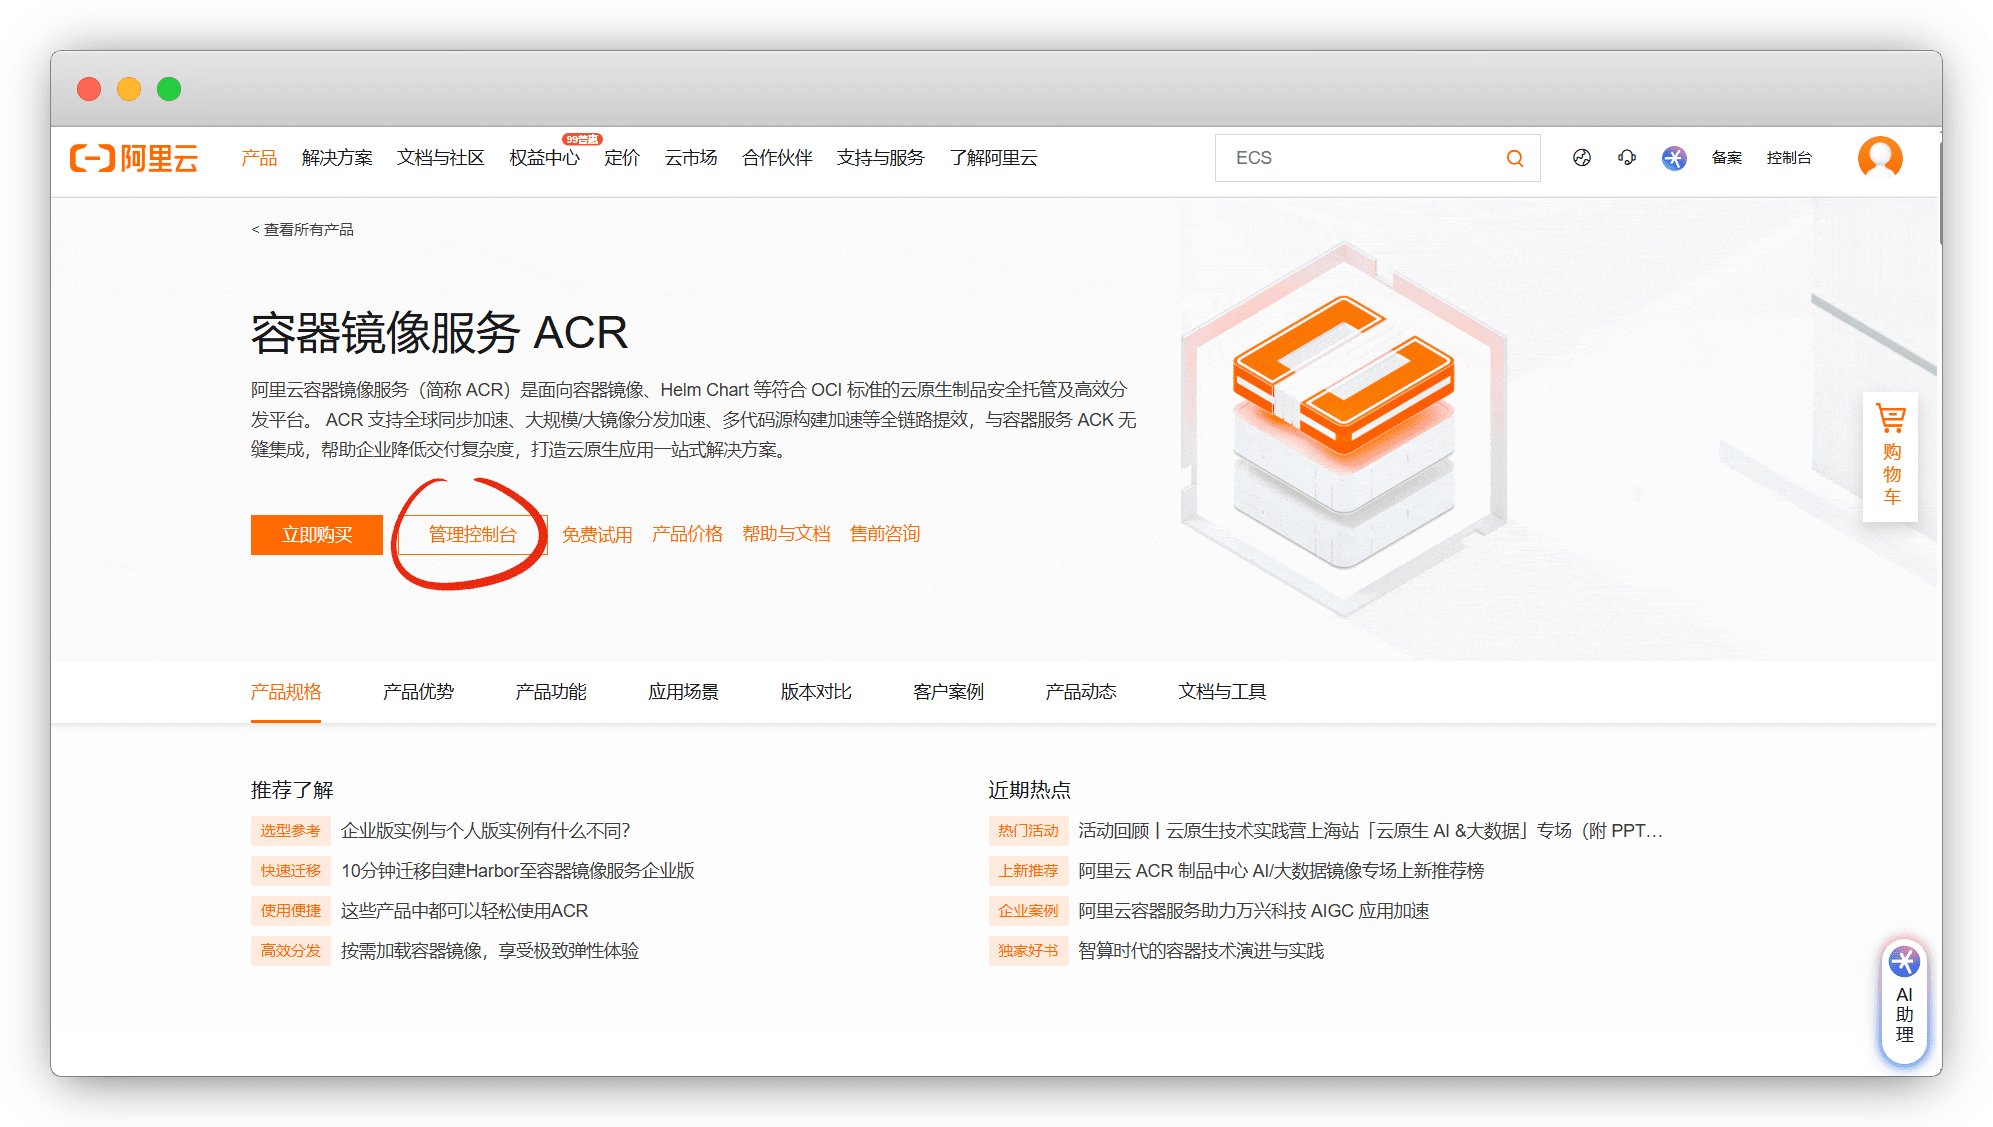 阿里云
产品 解决方案 文档与社区 权益中心 99普惠 定价 云市场 合作伙伴 支持与服务 了解阿里云 ECS 备案 控制台
< 查看所有产品
容器镜像服务 ACR
阿里云容器镜像服务（简称 ACR）是面向容器镜像、Helm Chart 等符合 OCI 标准的云原生制品安全托管及高效分
发平台。 ACR 支持全球同步加速、大规模/大镜像分发加速、多代码源构建加速等全链路提效，与容器服务 ACK 无
缝集成，帮助企业降低交付复杂度，打造云原生应用一站式解决方案。
立即购买 管理控制台 免费试用 产品价格 帮助与文档 售前咨询
购物车
产品规格 产品优势 产品功能 应用场景 版本对比 客户案例 产品动态 文档与工具
推荐了解
选型参考 企业版实例与个人版实例有什么不同?
快速迁移 10分钟迁移自建Harbor至容器镜像服务企业版
使用便捷 这些产品中都可以轻松使用ACR
高效分发 按需加载容器镜像，享受极致弹性体验
近期热点
热门活动 活动回顾丨云原生技术实践营上海站「云原生 AI &大数据」专场（附 PPT…
上新推荐 阿里云 ACR 制品中心 AI/大数据镜像专场上新推荐榜
企业案例 阿里云容器服务助力万兴科技 AIGC 应用加速
独家好书 智算时代的容器技术演进与实践
AI助理